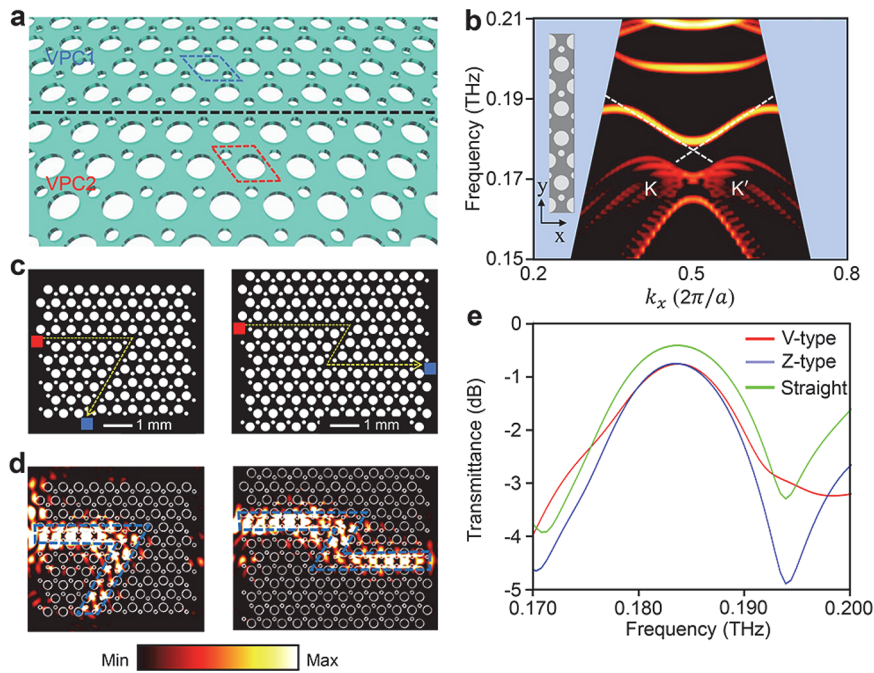 a
VPC1
VPC2
b
Frequency (THz)
0.21
0.19
0.17
0.15
y
x
K
K′
0.2
0.5
0.8
kₓ (2π/a)
c
1 mm
1 mm
d
Min
Max
e
Transmittance (dB)
0
-1
-2
-3
-4
-5
V-type
Z-type
Straight
0.170
0.180
0.190
0.200
Frequency (THz)